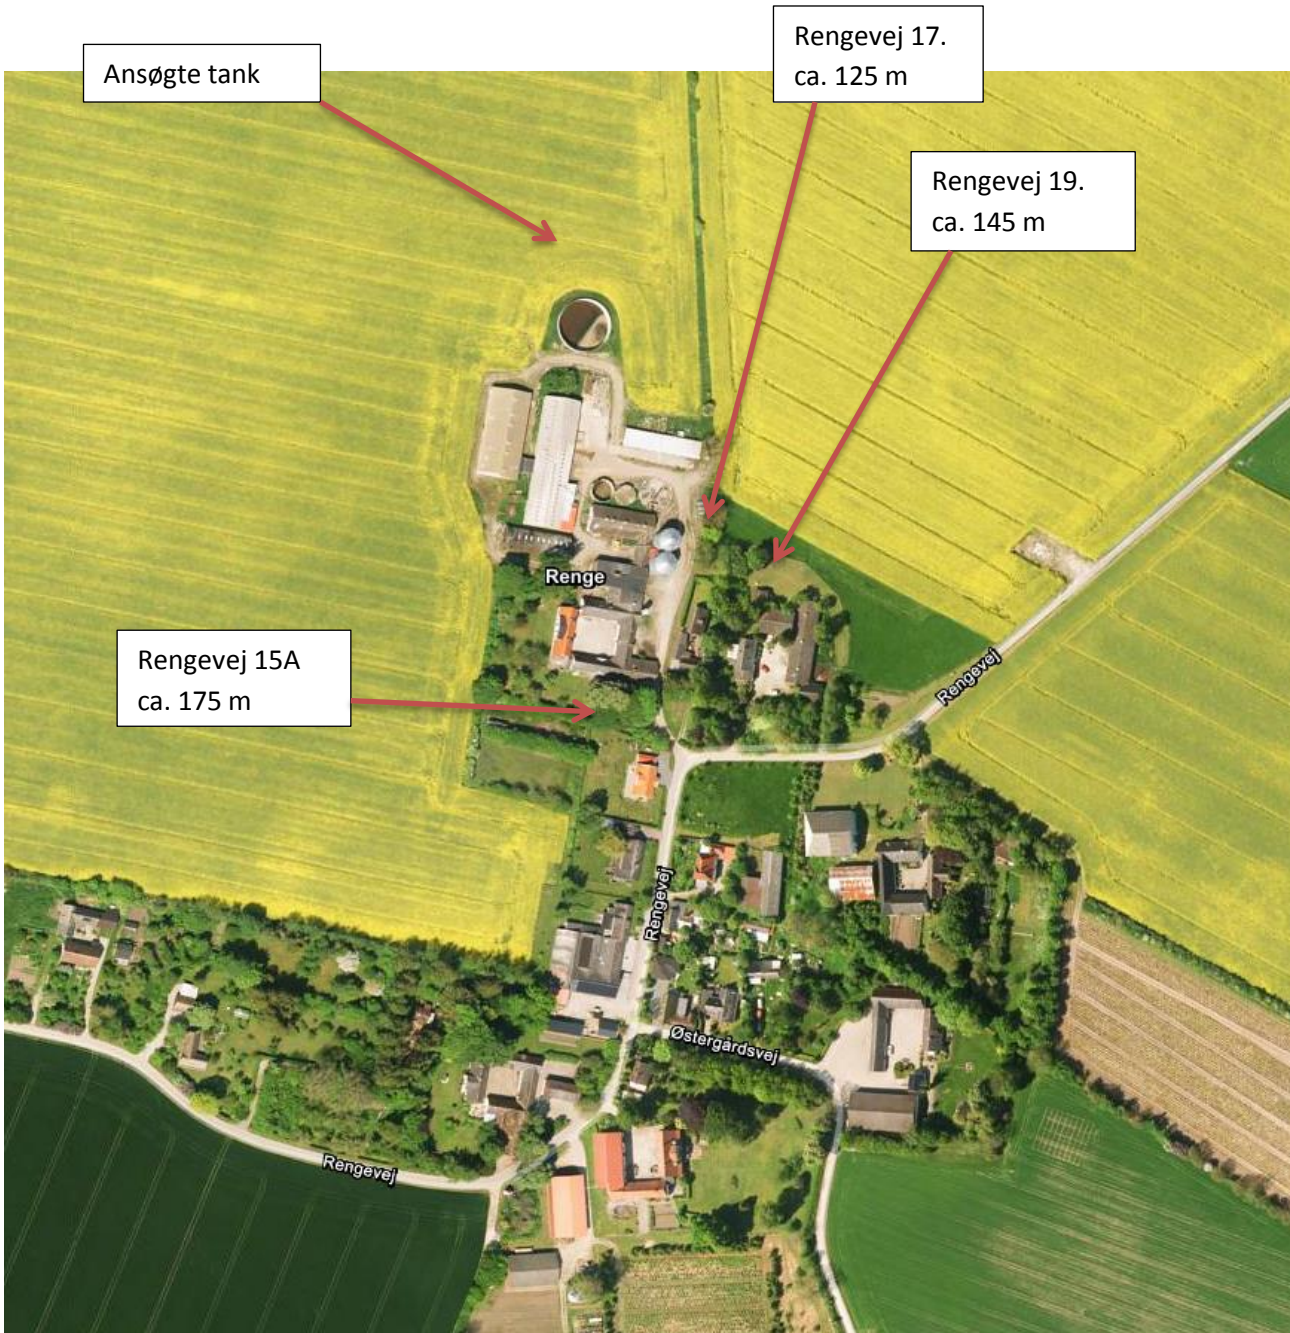 Rengevej 17.
ca. 125 m
Ansøgte tank
Rengevej 19.
ca. 145 m
Renge
Rengevej 15A
ca. 175 m
Rengevej
Rengevej
Østergårdsvej
Rengevej